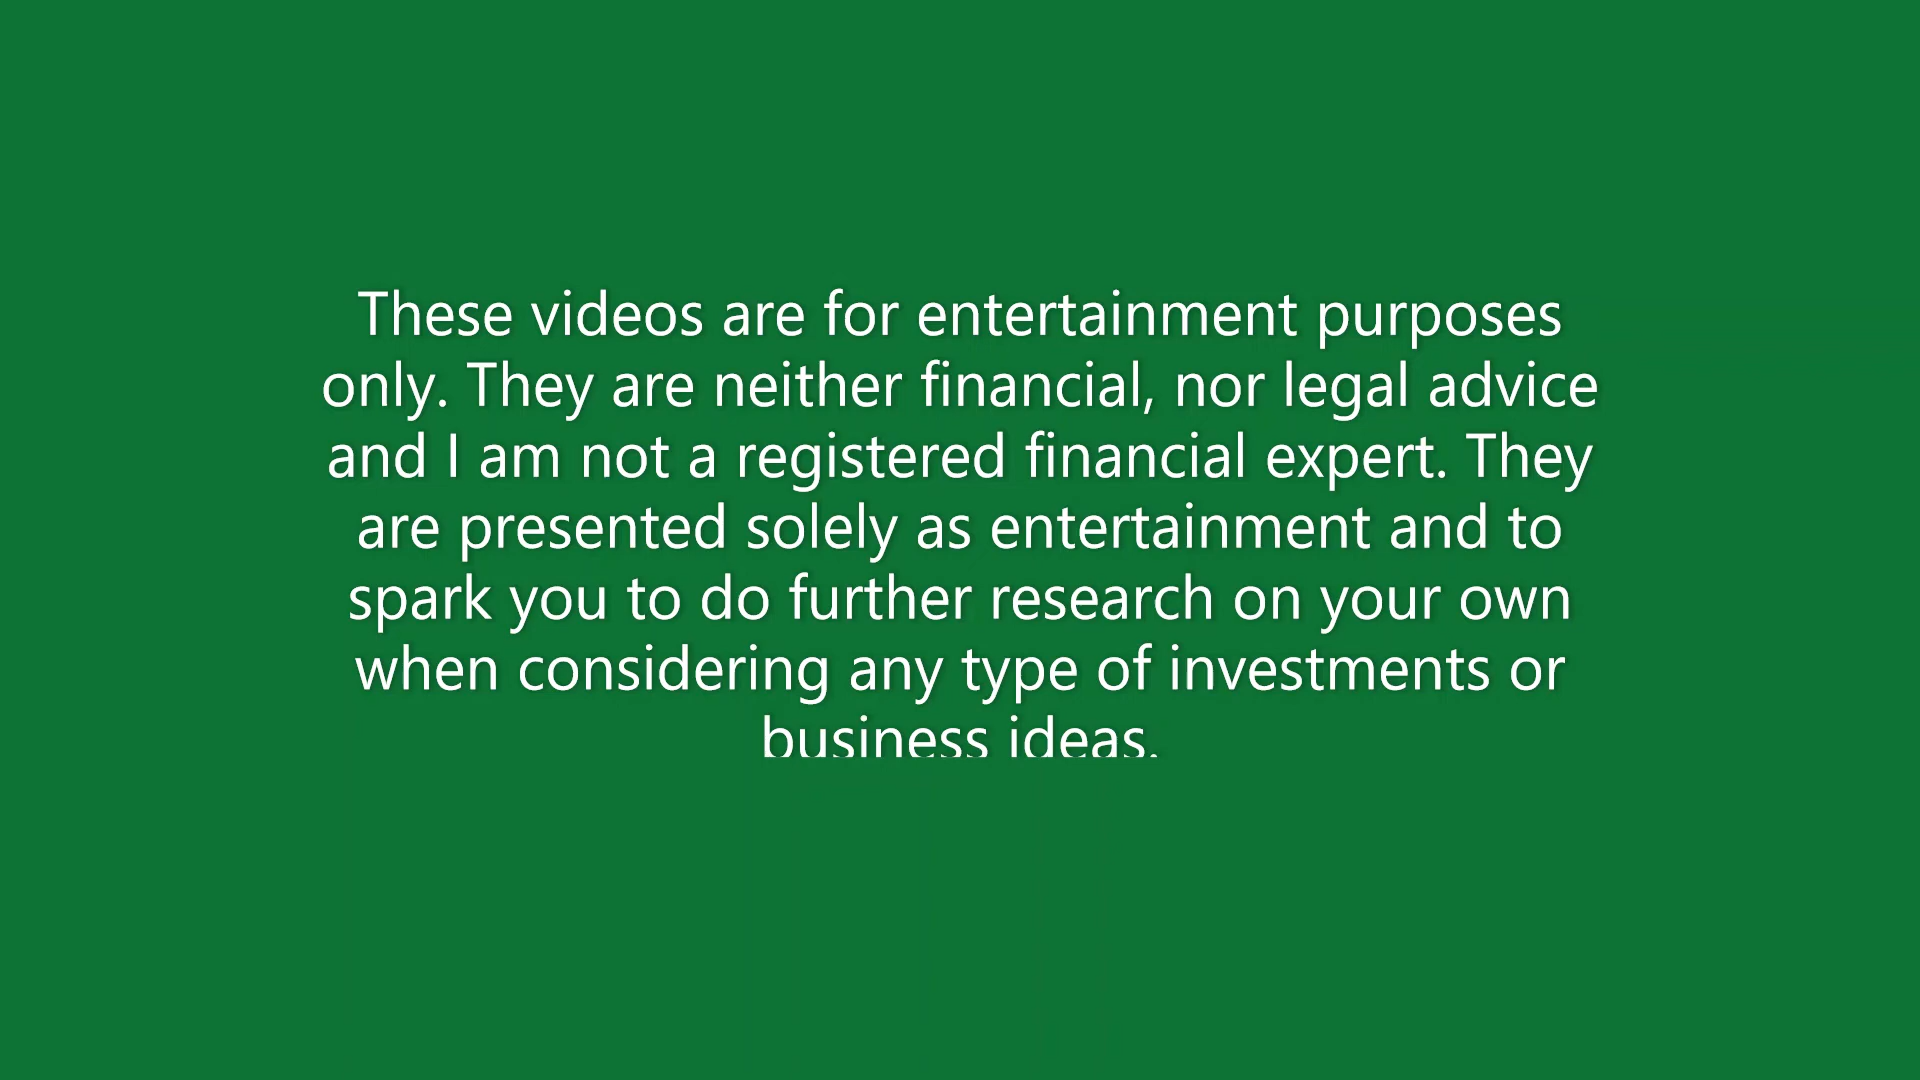 These videos are for entertainment purposes
only. They are neither financial, nor legal advice
and I am not a registered financial expert. They
are presented solely as entertainment and to
spark you to do further research on your own
when considering any type of investments or
business ideas.